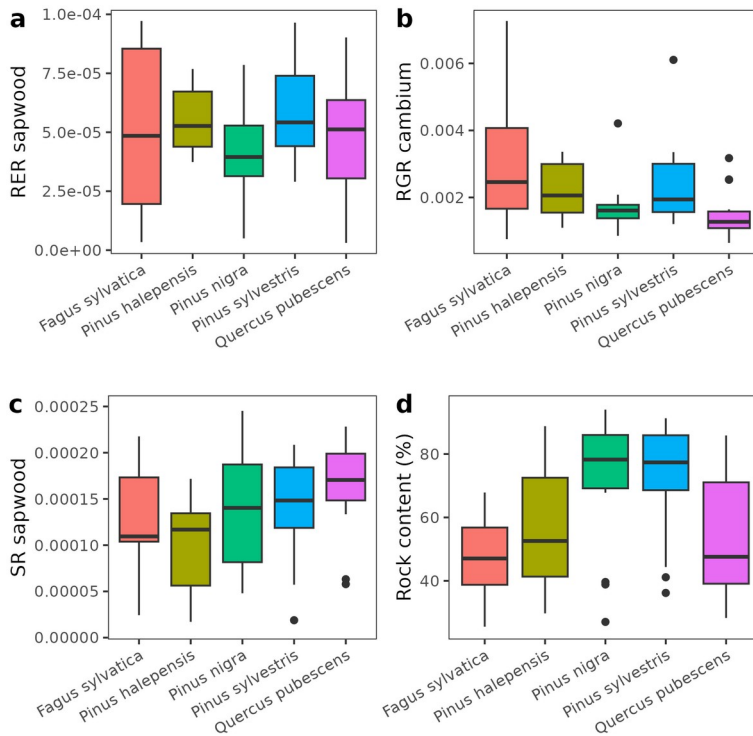 a
RER sapwood
1.0e-04
7.5e-05
5.0e-05
2.5e-05
0.0e+00
Fagus sylvatica
Pinus halepensis
Pinus nigra
Pinus sylvestris
Quercus pubescens
b
RGR cambium
0.006
0.004
0.002
Fagus sylvatica
Pinus halepensis
Pinus nigra
Pinus sylvestris
Quercus pubescens
c
SR sapwood
0.00025
0.00020
0.00015
0.00010
0.00005
0.00000
Fagus sylvatica
Pinus halepensis
Pinus nigra
Pinus sylvestris
Quercus pubescens
d
Rock content (%)
80
60
40
Fagus sylvatica
Pinus halepensis
Pinus nigra
Pinus sylvestris
Quercus pubescens